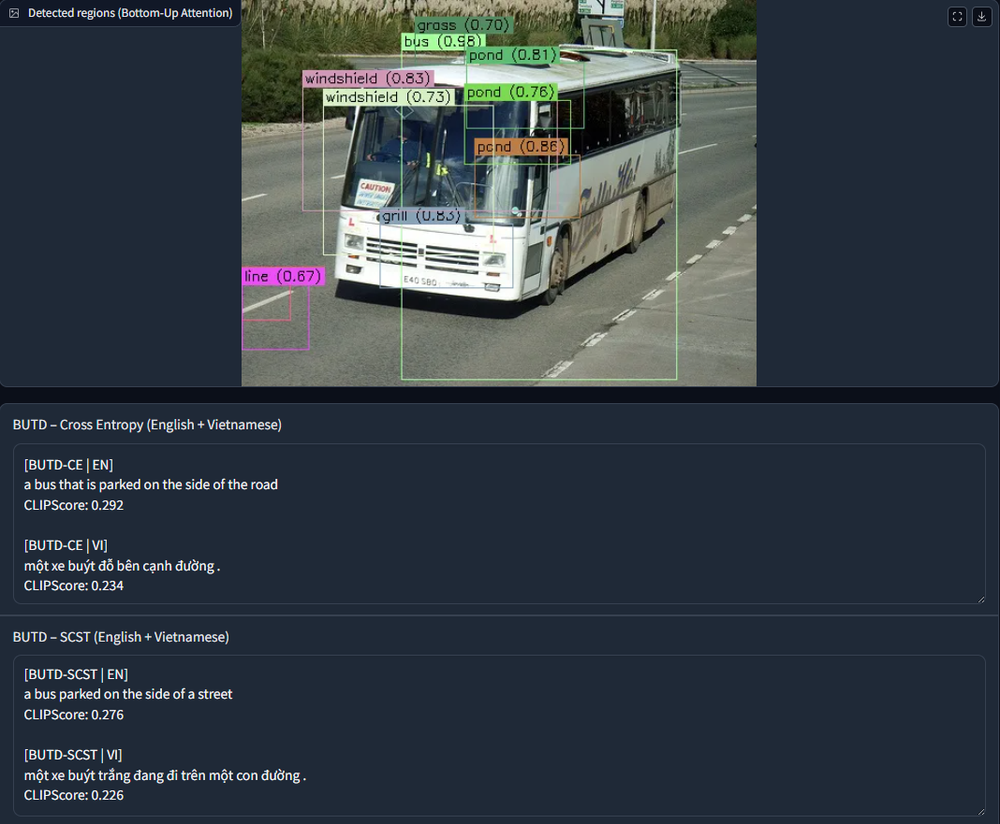 Detected regions (Bottom-Up Attention)
grass (0.70)
bus (0.98)
pond (0.81)
windshield (0.83)
windshield (0.73)
pond (0.76)
pond (0.86)
CAUTION
grill (0.83)
L
L
line (0.67)
E40 SBO
BUTD – Cross Entropy (English + Vietnamese)
[BUTD-CE | EN]
a bus that is parked on the side of the road
CLIPScore: 0.292
[BUTD-CE | VI]
một xe buýt đỗ bên cạnh đường .
CLIPScore: 0.234
BUTD – SCST (English + Vietnamese)
[BUTD-SCST | EN]
a bus parked on the side of a street
CLIPScore: 0.276
[BUTD-SCST | VI]
một xe buýt trắng đang đi trên một con đường .
CLIPScore: 0.226